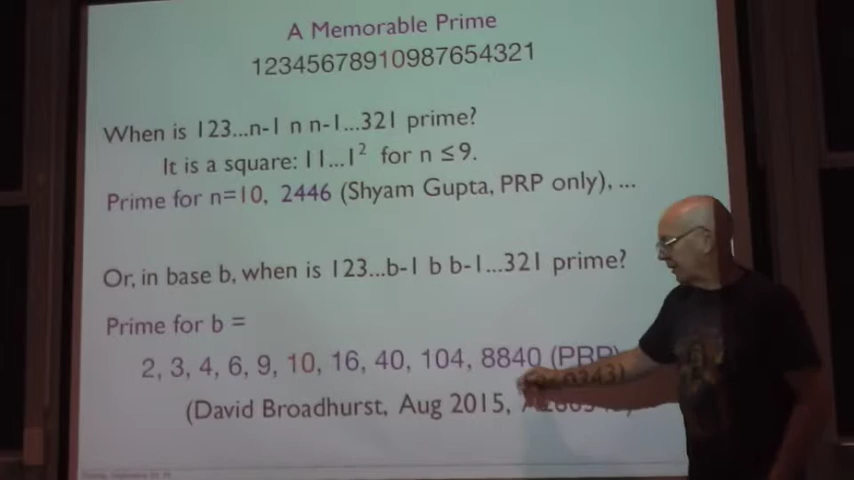 A Memorable Prime
12345678910987654321
When is 123...n-1 n n-1...321 prime?
It is a square: 11...1² for n ≤9.
Prime for n=10, 2446 (Shyam Gupta, PRP only), ...
Or, in base b, when is 123...b-1 b b-1...321 prime?
Prime for b =
2, 3, 4, 6, 9, 10, 16, 40, 104, 8840 (PRP)
(David Broadhurst, Aug 2015,